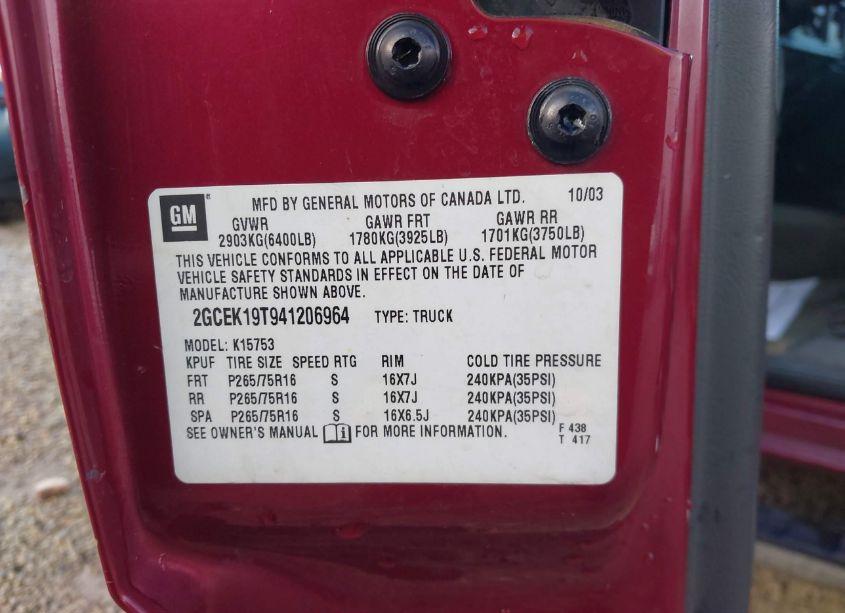 GM® MFD BY GENERAL MOTORS OF CANADA LTD. 10/03
GVWR GAWR FRT GAWR RR
2903KG(6400LB) 1780KG(3925LB) 1701KG(3750LB)
THIS VEHICLE CONFORMS TO ALL APPLICABLE U.S. FEDERAL MOTOR
VEHICLE SAFETY STANDARDS IN EFFECT ON THE DATE OF
MANUFACTURE SHOWN ABOVE.
2GCEK19T941206964 TYPE: TRUCK
MODEL: K15753
KPUF TIRE SIZE SPEED RTG RIM COLD TIRE PRESSURE
FRT P265/75R16 S 16X7J 240KPA(35PSI)
RR P265/75R16 S 16X7J 240KPA(35PSI)
SPA P265/75R16 S 16X6.5J 240KPA(35PSI)
SEE OWNER'S MANUAL FOR MORE INFORMATION.
F 438
T 417